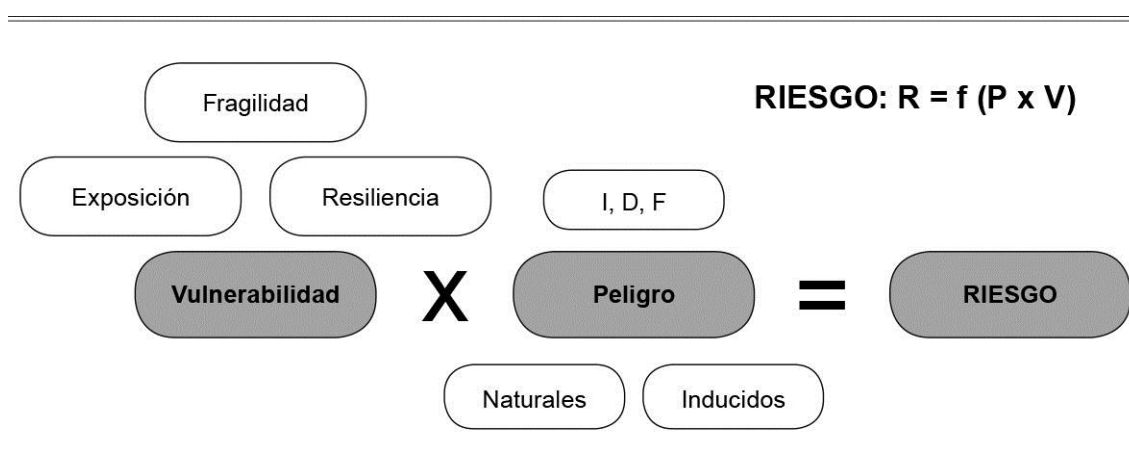 RIESGO: R = f (P x V)
Fragilidad
Exposición
Resiliencia
I, D, F
Vulnerabilidad
X
Peligro
=
RIESGO
Naturales
Inducidos